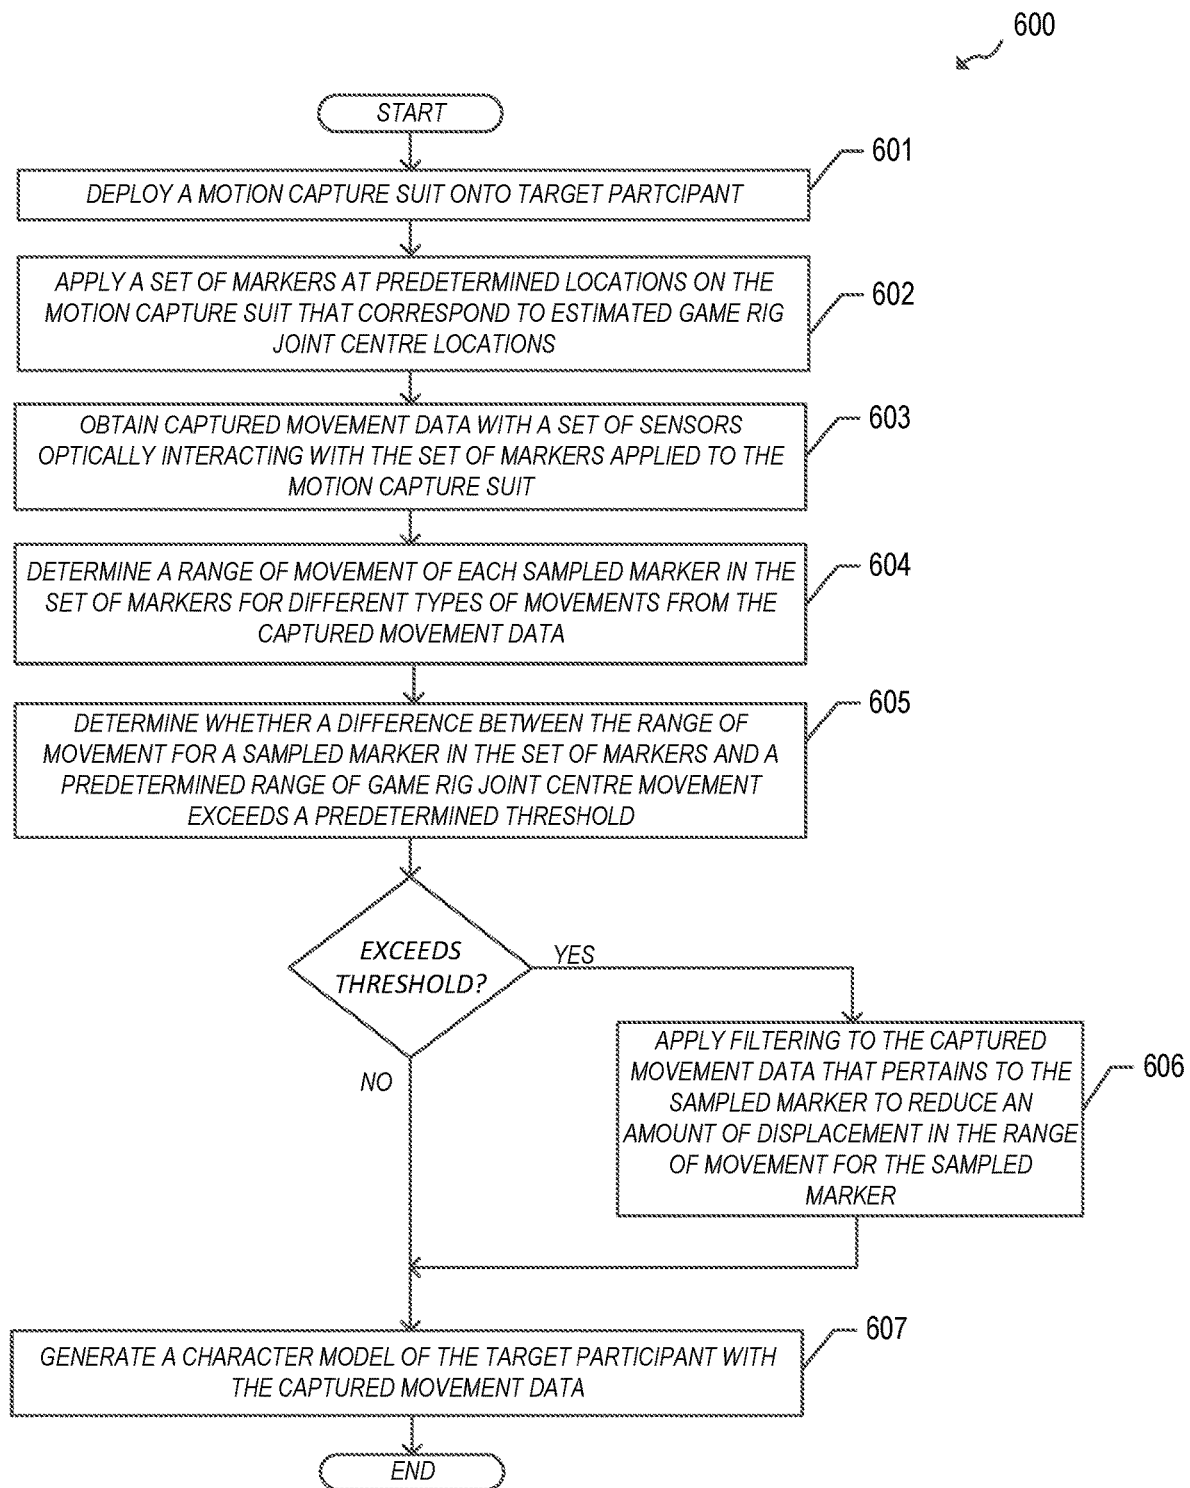 600
START
601
DEPLOY A MOTION CAPTURE SUIT ONTO TARGET PARTCIPANT
602
APPLY A SET OF MARKERS AT PREDETERMINED LOCATIONS ON THE
MOTION CAPTURE SUIT THAT CORRESPOND TO ESTIMATED GAME RIG
JOINT CENTRE LOCATIONS
603
OBTAIN CAPTURED MOVEMENT DATA WITH A SET OF SENSORS
OPTICALLY INTERACTING WITH THE SET OF MARKERS APPLIED TO THE
MOTION CAPTURE SUIT
604
DETERMINE A RANGE OF MOVEMENT OF EACH SAMPLED MARKER IN THE
SET OF MARKERS FOR DIFFERENT TYPES OF MOVEMENTS FROM THE
CAPTURED MOVEMENT DATA
605
DETERMINE WHETHER A DIFFERENCE BETWEEN THE RANGE OF
MOVEMENT FOR A SAMPLED MARKER IN THE SET OF MARKERS AND A
PREDETERMINED RANGE OF GAME RIG JOINT CENTRE MOVEMENT
EXCEEDS A PREDETERMINED THRESHOLD
EXCEEDS
THRESHOLD?
YES
NO
APPLY FILTERING TO THE CAPTURED
MOVEMENT DATA THAT PERTAINS TO THE
SAMPLED MARKER TO REDUCE AN
AMOUNT OF DISPLACEMENT IN THE RANGE
OF MOVEMENT FOR THE SAMPLED
MARKER
606
607
GENERATE A CHARACTER MODEL OF THE TARGET PARTICIPANT WITH
THE CAPTURED MOVEMENT DATA
END